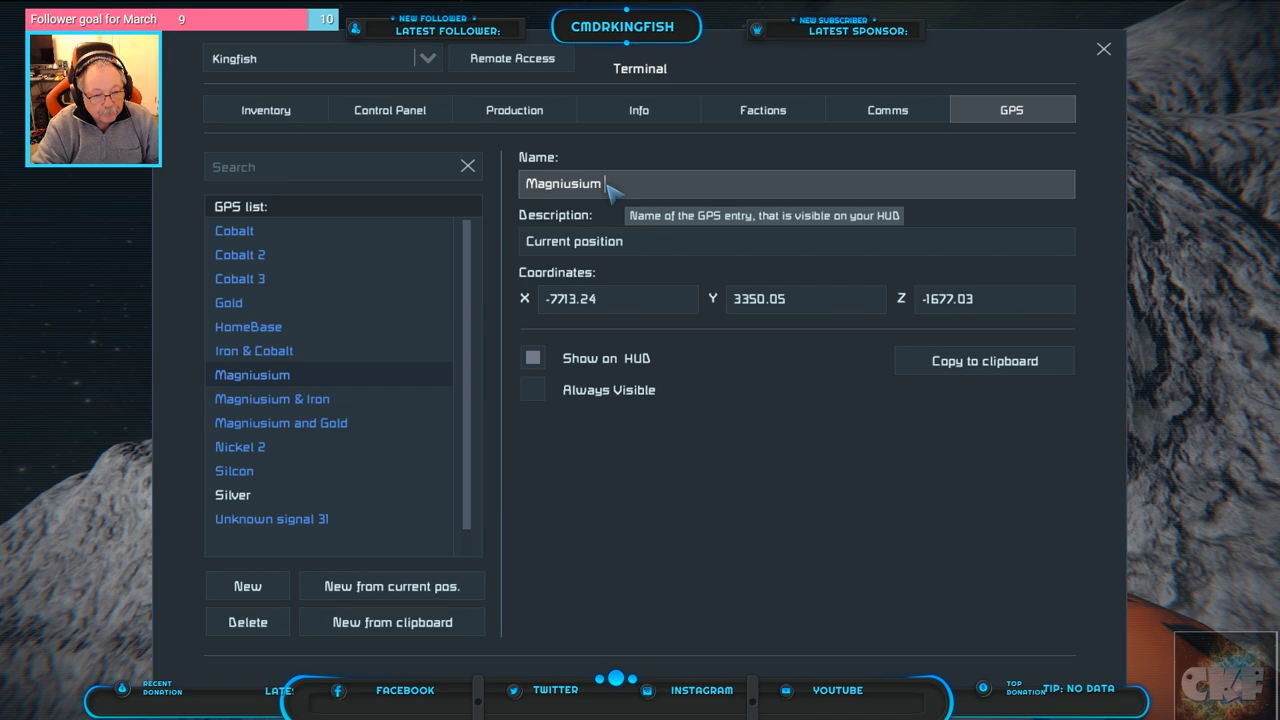 Follower goal for March 9 10
NEW FOLLOWER
LATEST FOLLOWER:
CMDRKINGFISH
NEW SUBSCRIBER
LATEST SPONSOR:
Kingfish
Remote Access
Terminal
Inventory
Control Panel
Production
Info
Factions
Comms
GPS
Search
GPS list:
Cobalt
Cobalt 2
Cobalt 3
Gold
HomeBase
Iron & Cobalt
Magniusium
Magniusium & Iron
Magniusium and Gold
Nickel 2
Silcon
Silver
Unknown signal 31
New
New from current pos.
Delete
New from clipboard
Name:
Magniusium
Name of the GPS entry, that is visible on your HUD
Description:
Current position
Coordinates:
X -7713.24 Y 3350.05 Z -1677.03
Show on HUD
Copy to clipboard
Always Visible
RECENT
DONATION
LATE
FACEBOOK
TWITTER
INSTAGRAM
YOUTUBE
TOP
DONATION
TIP: NO DATA
CKF